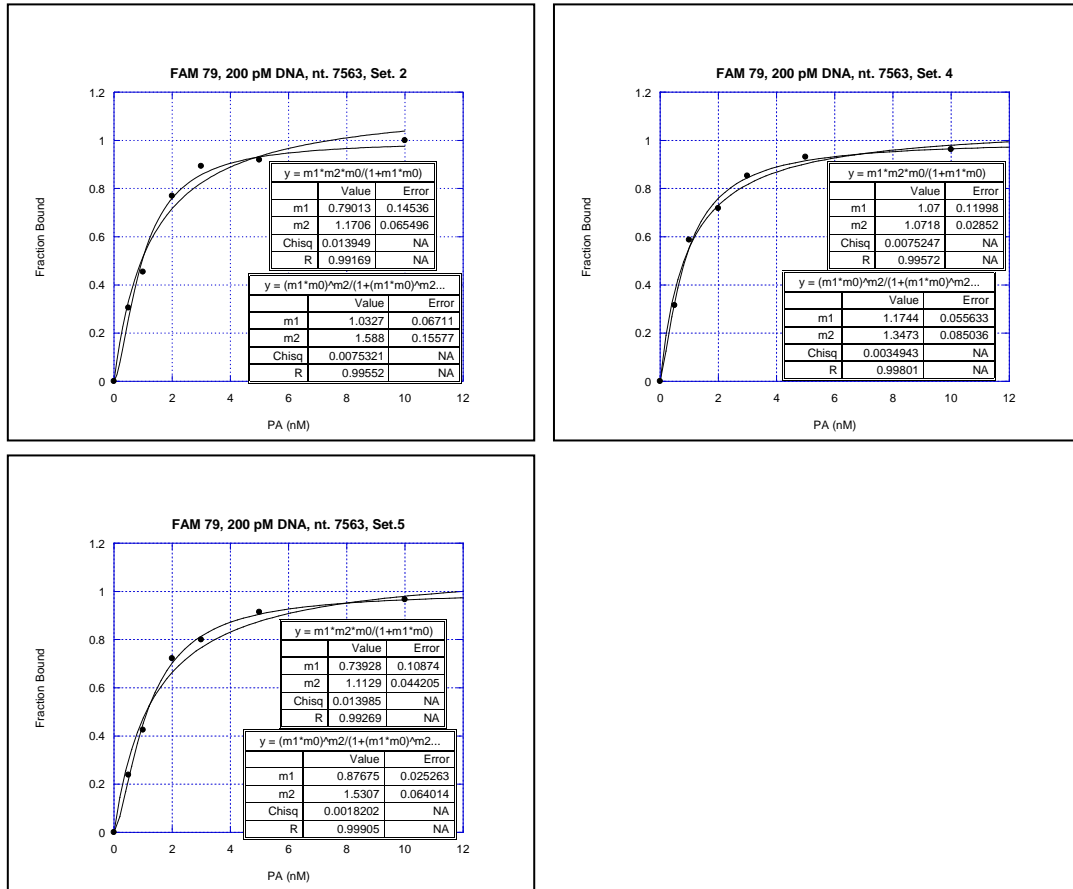 FAM 79, 200 pM DNA, nt. 7563, Set. 2
1.2
1
0.8
0.6
0.4
0.2
0
Fraction Bound
y = m1*m2*m0/(1+m1*m0)
Value Error
m1 0.79013 0.14536
m2 1.1706 0.065496
Chisq 0.013949 NA
R 0.99169 NA
y = (m1*m0)^m2/(1+(m1*m0)^m2...
Value Error
m1 1.0327 0.06711
m2 1.588 0.15577
Chisq 0.0075321 NA
R 0.99552 NA
0 2 4 6 8 10 12
PA (nM)
FAM 79, 200 pM DNA, nt. 7563, Set. 4
1.2
1
0.8
0.6
0.4
0.2
0
Fraction Bound
y = m1*m2*m0/(1+m1*m0)
Value Error
m1 1.07 0.11998
m2 1.0718 0.02852
Chisq 0.0075247 NA
R 0.99572 NA
y = (m1*m0)^m2/(1+(m1*m0)^m2...
Value Error
m1 1.1744 0.055633
m2 1.3473 0.085036
Chisq 0.0034943 NA
R 0.99801 NA
0 2 4 6 8 10 12
PA (nM)
FAM 79, 200 pM DNA, nt. 7563, Set.5
1.2
1
0.8
0.6
0.4
0.2
0
Fraction Bound
y = m1*m2*m0/(1+m1*m0)
Value Error
m1 0.73928 0.10874
m2 1.1129 0.044205
Chisq 0.013985 NA
R 0.99269 NA
y = (m1*m0)^m2/(1+(m1*m0)^m2...
Value Error
m1 0.87675 0.025263
m2 1.5307 0.064014
Chisq 0.0018202 NA
R 0.99905 NA
0 2 4 6 8 10 12
PA (nM)